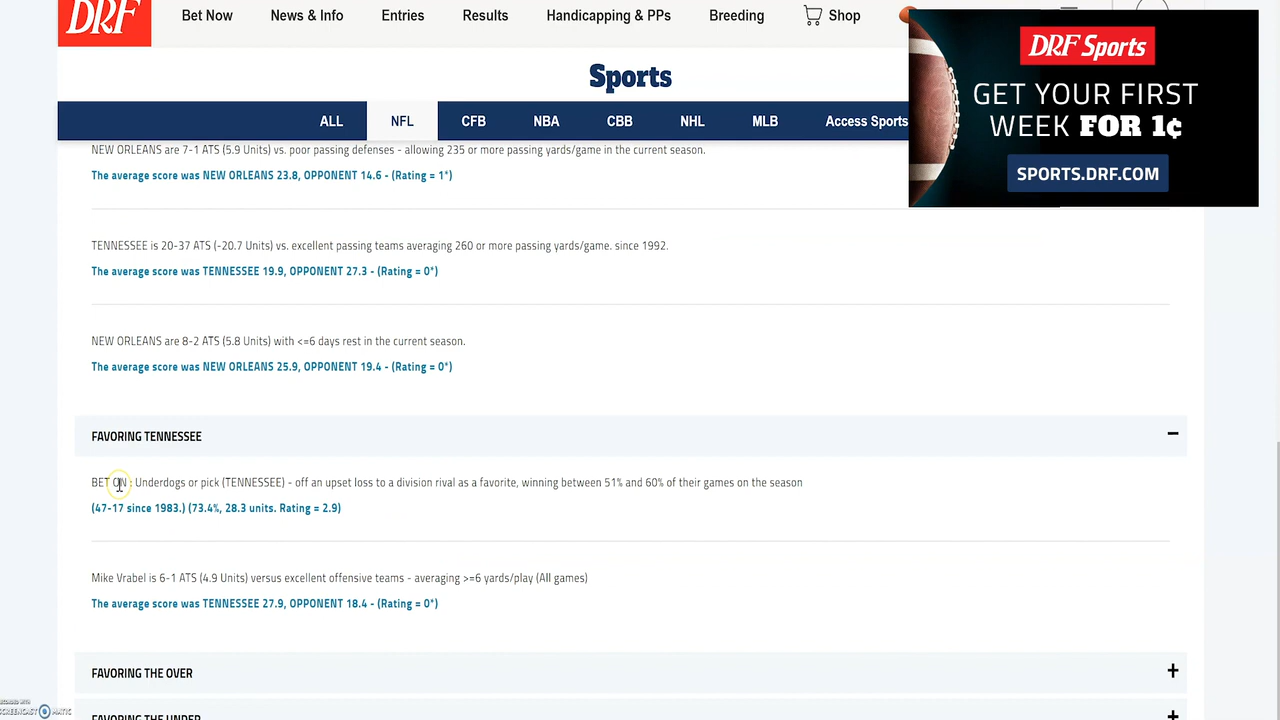 DRF
Bet Now News & Info Entries Results Handicapping & PPs Breeding Shop
DRF Sports
GET YOUR FIRST
WEEK FOR 1¢
SPORTS.DRF.COM
Sports
ALL NFL CFB NBA CBB NHL MLB Access Sports
NEW ORLEANS are 7-1 ATS (5.9 Units) vs. poor passing defenses - allowing 235 or more passing yards/game in the current season.
The average score was NEW ORLEANS 23.8, OPPONENT 14.6 - (Rating = 1*)
TENNESSEE is 20-37 ATS (-20.7 Units) vs. excellent passing teams averaging 260 or more passing yards/game. since 1992.
The average score was TENNESSEE 19.9, OPPONENT 27.3 - (Rating = 0*)
NEW ORLEANS are 8-2 ATS (5.8 Units) with <=6 days rest in the current season.
The average score was NEW ORLEANS 25.9, OPPONENT 19.4 - (Rating = 0*)
FAVORING TENNESSEE
BET ON : Underdogs or pick (TENNESSEE) - off an upset loss to a division rival as a favorite, winning between 51% and 60% of their games on the season
(47-17 since 1983.) (73.4%, 28.3 units. Rating = 2.9)
Mike Vrabel is 6-1 ATS (4.9 Units) versus excellent offensive teams - averaging >=6 yards/play (All games)
The average score was TENNESSEE 27.9, OPPONENT 18.4 - (Rating = 0*)
FAVORING THE OVER
FAVORING THE UNDER
RECORDED WITH
SCREENCAST MATIC